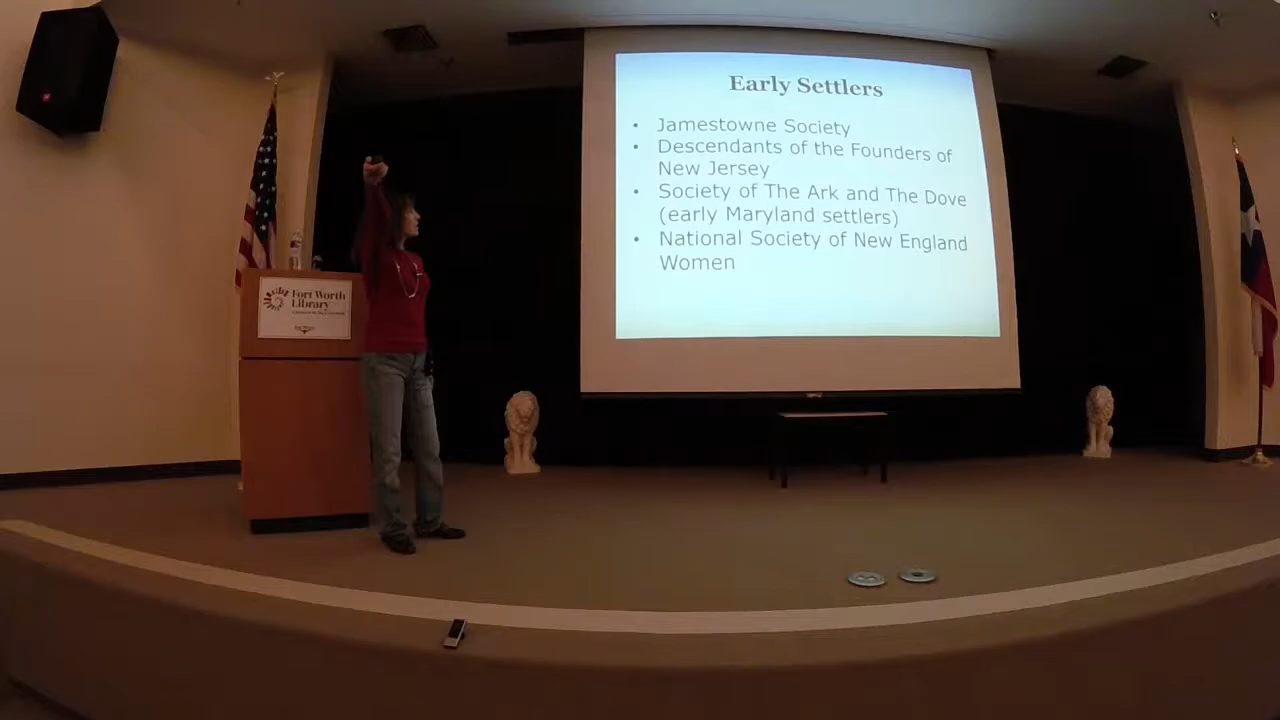 Early Settlers
• Jamestowne Society
• Descendants of the Founders of
New Jersey
• Society of The Ark and The Dove
(early Maryland settlers)
• National Society of New England
Women
Fort Worth
Library